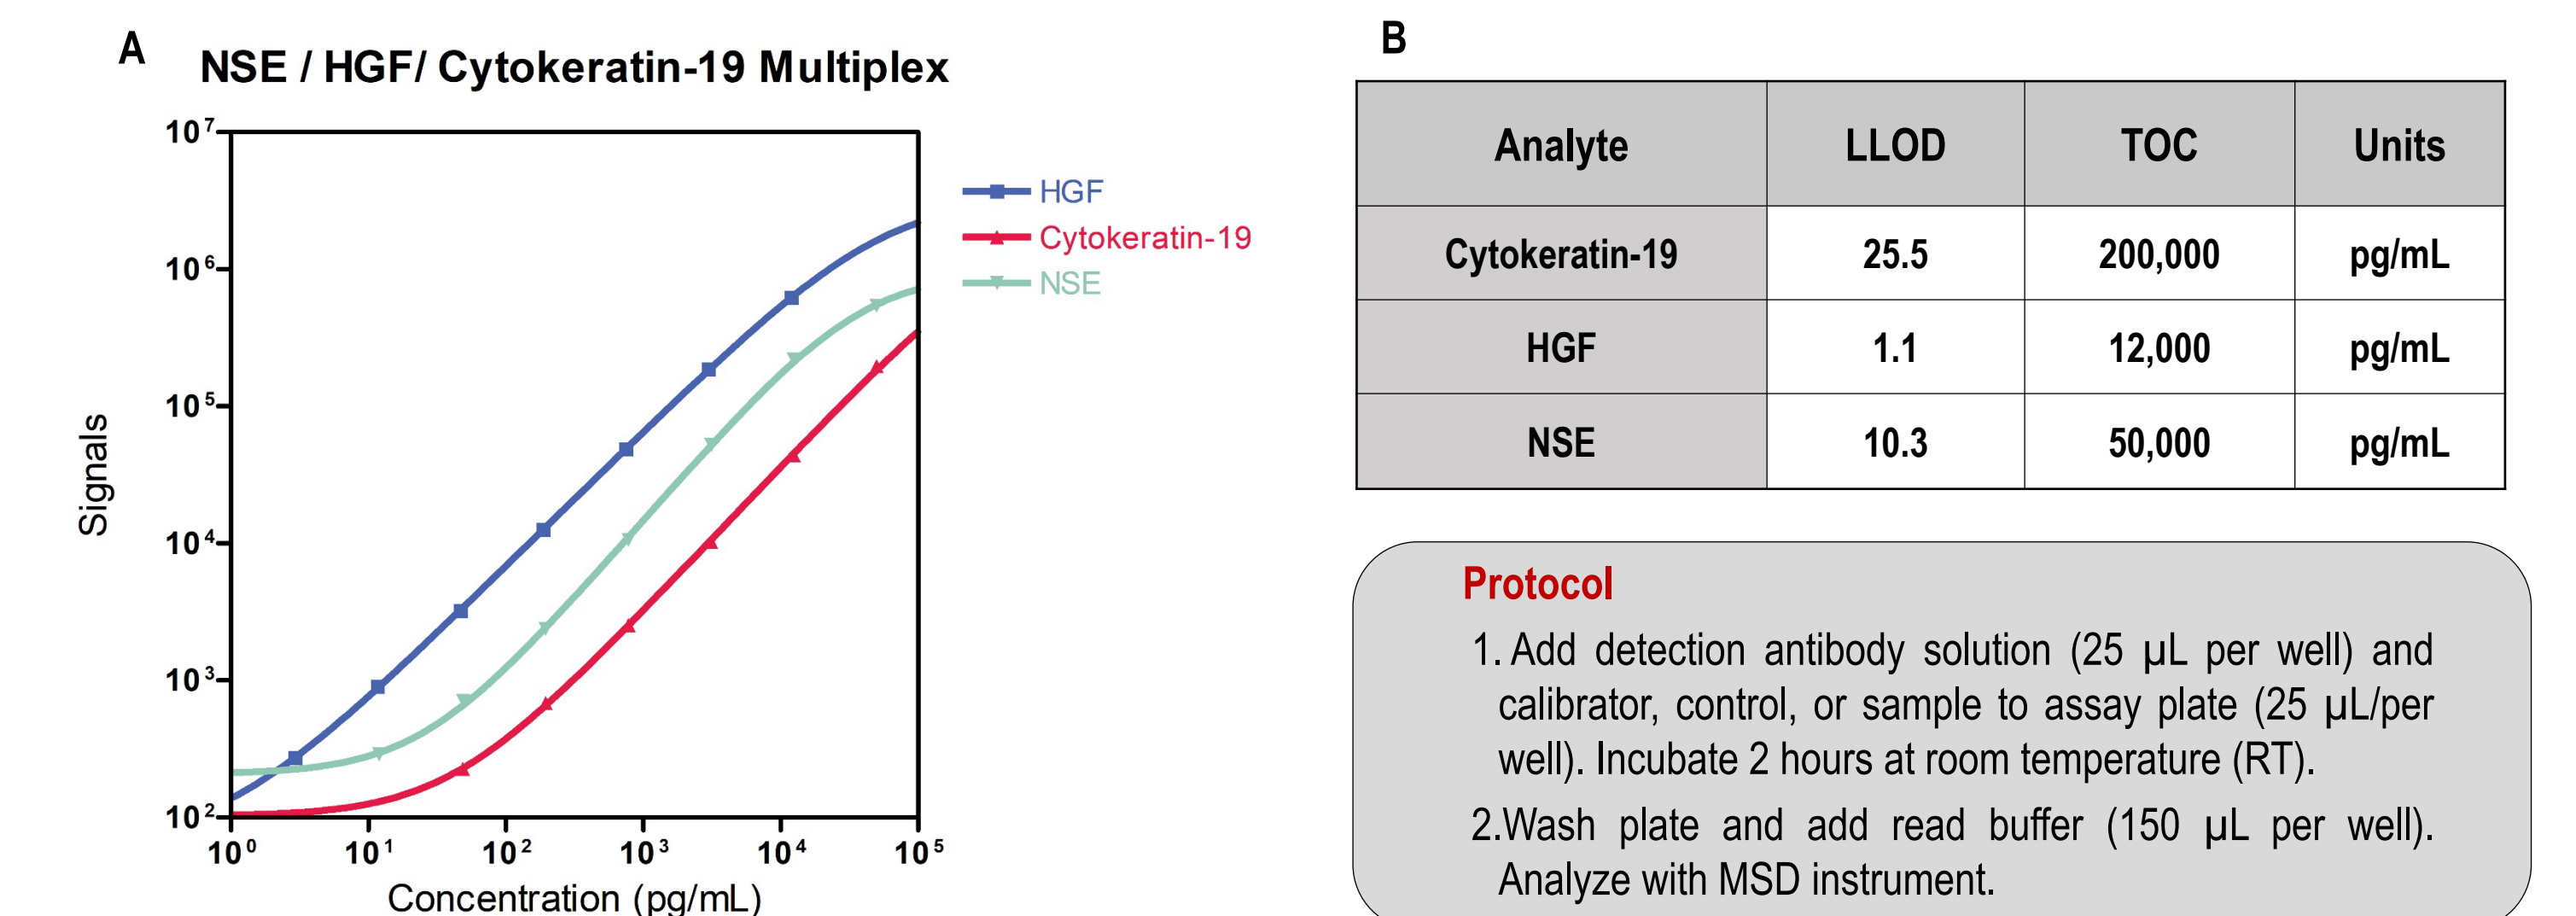 A
NSE / HGF/ Cytokeratin-19 Multiplex
10⁷
10⁶
10⁵
10⁴
10³
10²
Signals
10⁰ 10¹ 10² 10³ 10⁴ 10⁵
Concentration (pg/mL)
HGF
Cytokeratin-19
NSE
B
Analyte LLOD TOC Units
Cytokeratin-19 25.5 200,000 pg/mL
HGF 1.1 12,000 pg/mL
NSE 10.3 50,000 pg/mL
Protocol
1. Add detection antibody solution (25 µL per well) and
calibrator, control, or sample to assay plate (25 µL/per
well). Incubate 2 hours at room temperature (RT).
2.Wash plate and add read buffer (150 µL per well).
Analyze with MSD instrument.